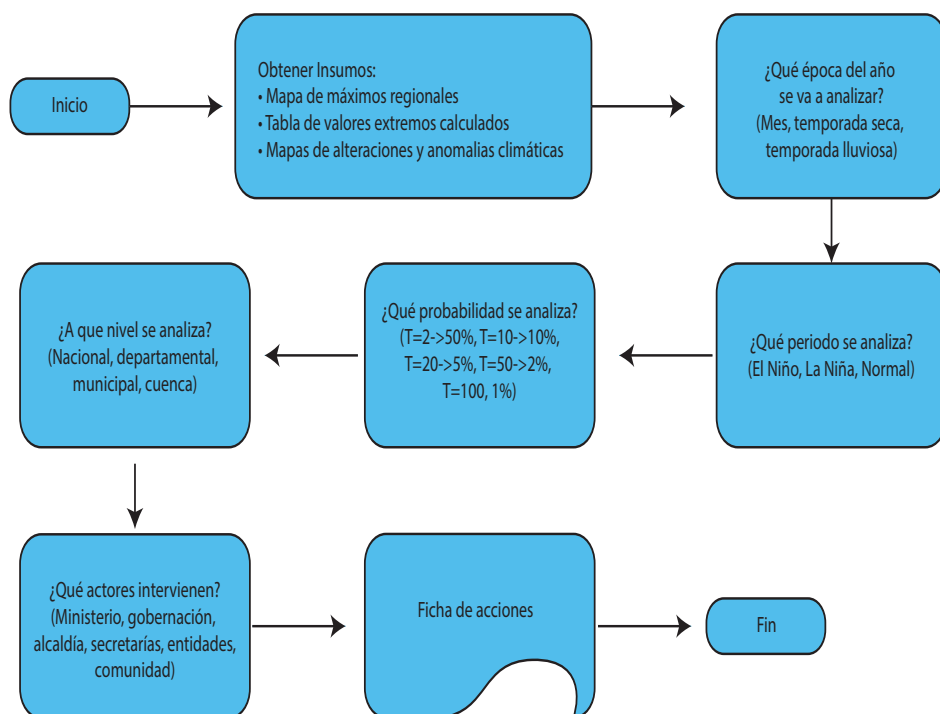 Inicio
Obtener Insumos:
• Mapa de máximos regionales
• Tabla de valores extremos calculados
• Mapas de alteraciones y anomalias climáticas
¿Qué época del año
se va a analizar?
(Mes, temporada seca,
temporada lluviosa)
¿Qué periodo se analiza?
(El Niño, La Niña, Normal)
¿Qué probabilidad se analiza?
(T=2->50%, T=10->10%,
T=20->5%, T=50->2%,
T=100, 1%)
¿A que nivel se analiza?
(Nacional, departamental,
municipal, cuenca)
¿Qué actores intervienen?
(Ministerio, gobernación,
alcaldía, secretarías, entidades,
comunidad)
Ficha de acciones
Fin